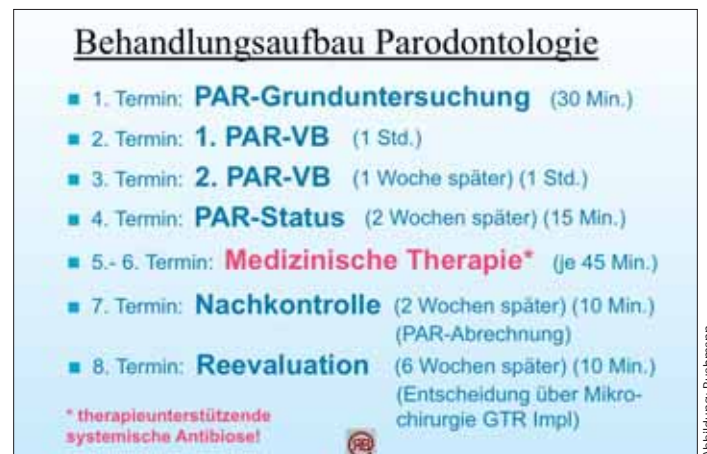 Behandlungsaufbau Parodontologie
■ 1. Termin: PAR-Grunduntersuchung (30 Min.)
■ 2. Termin: 1. PAR-VB (1 Std.)
■ 3. Termin: 2. PAR-VB (1 Woche später) (1 Std.)
■ 4. Termin: PAR-Status (2 Wochen später) (15 Min.)
■ 5.- 6. Termin: Medizinische Therapie* (je 45 Min.)
■ 7. Termin: Nachkontrolle (2 Wochen später) (10 Min.)
(PAR-Abrechnung)
■ 8. Termin: Reevaluation (6 Wochen später) (10 Min.)
(Entscheidung über Mikro-
chirurgie GTR Impl)
* therapieunterstützende
systemische Antibiose!